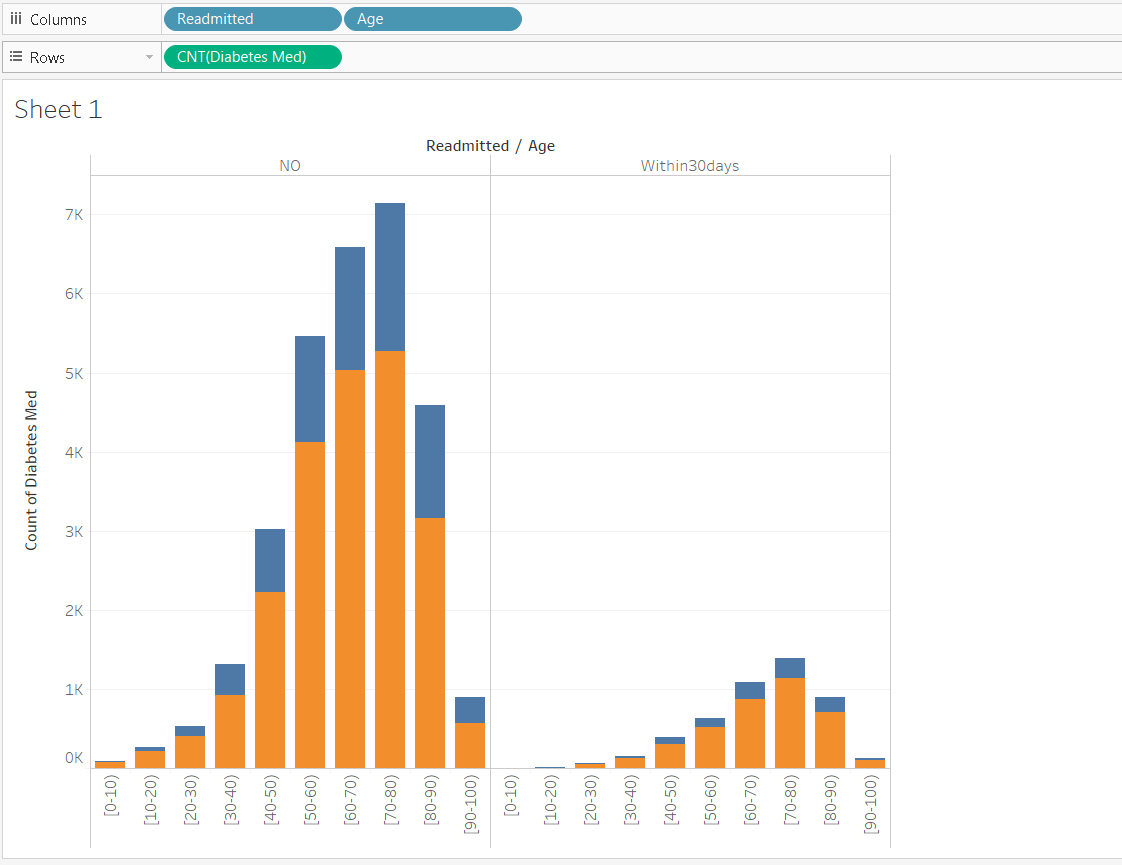 Columns Readmitted Age
Rows CNT(Diabetes Med)
Sheet 1
Readmitted / Age
NO Within30days
7K
6K
5K
4K
3K
2K
1K
0K
Count of Diabetes Med
[0-10) [10-20) [20-30) [30-40) [40-50) [50-60) [60-70) [70-80) [80-90) [90-100) [0-10) [10-20) [20-30) [30-40) [40-50) [50-60) [60-70) [70-80) [80-90) [90-100)